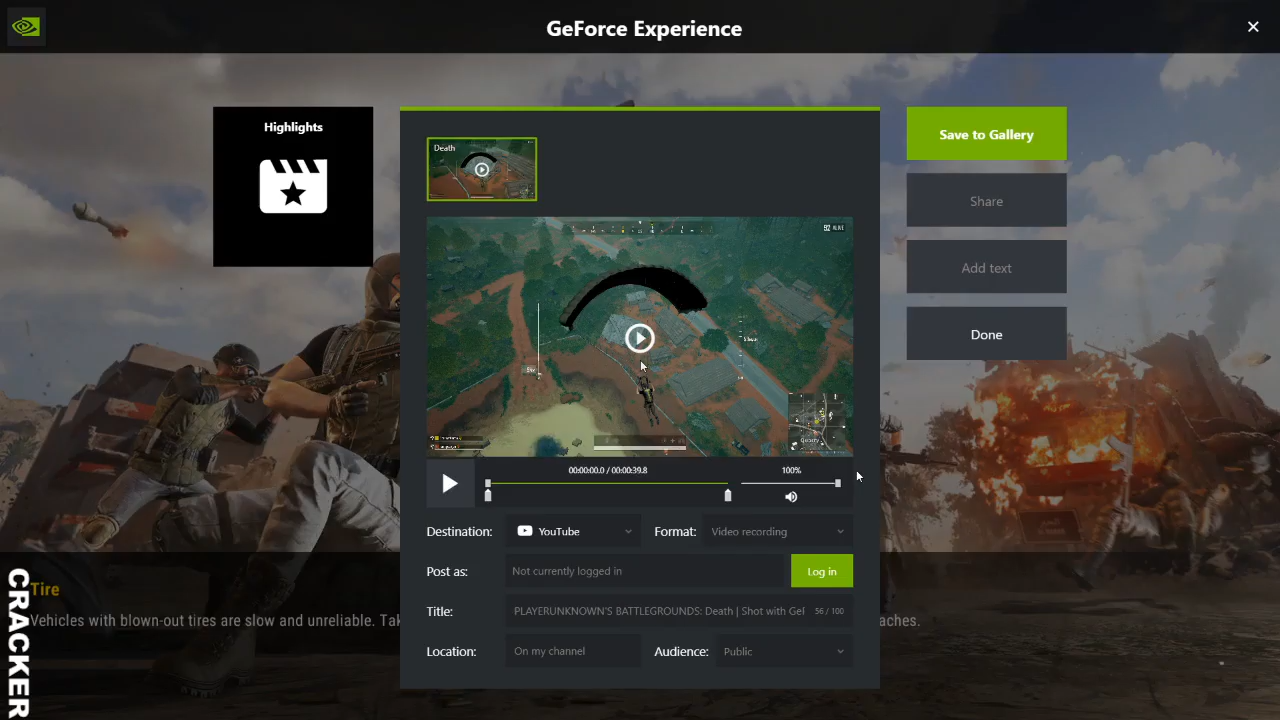 GeForce Experience
Highlights
Death
Save to Gallery
Share
Add text
Done
ALIVE
00:00:00.0 / 00:00:39.8
100%
Destination: YouTube Format: Video recording
Post as: Not currently logged in Log in
Title: PLAYERUNKNOWN'S BATTLEGROUNDS: Death | Shot with GeF 56 / 100
Location: On my channel Audience: Public
Tire
Vehicles with blown-out tires are slow and unreliable. Tak
aches.
CRACKER